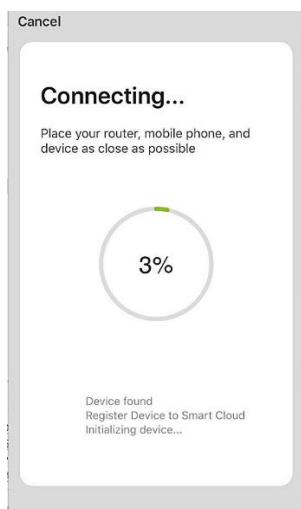 Cancel
Connecting...
Place your router, mobile phone, and
device as close as possible
3%
Device found
Register Device to Smart Cloud
Initializing device...